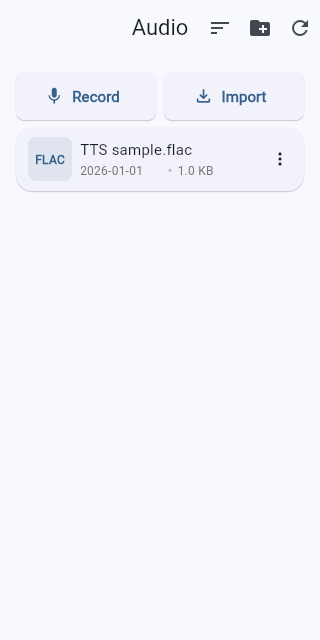 Audio
Record
Import
FLAC
TTS sample.flac
2026-01-01 • 1.0 KB